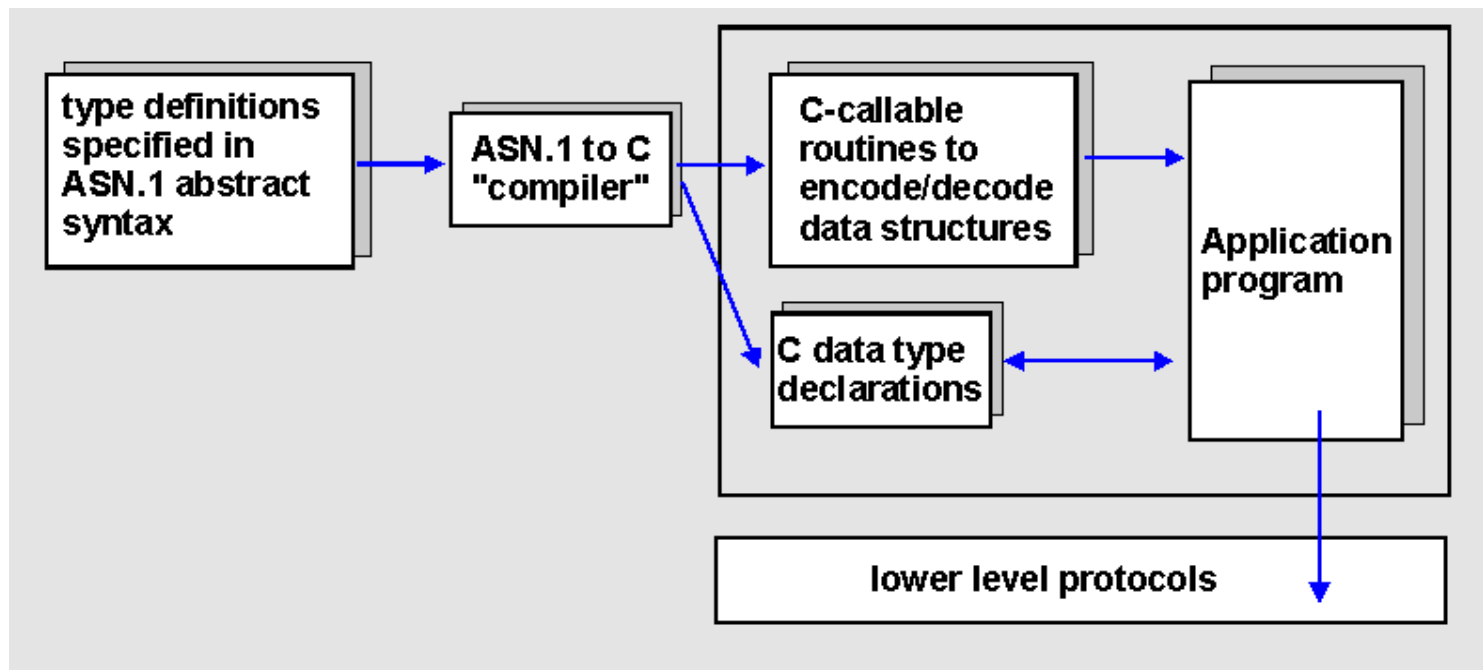 type definitions
specified in
ASN.1 abstract
syntax
ASN.1 to C
"compiler"
C-callable
routines to
encode/decode
data structures
C data type
declarations
Application
program
lower level protocols